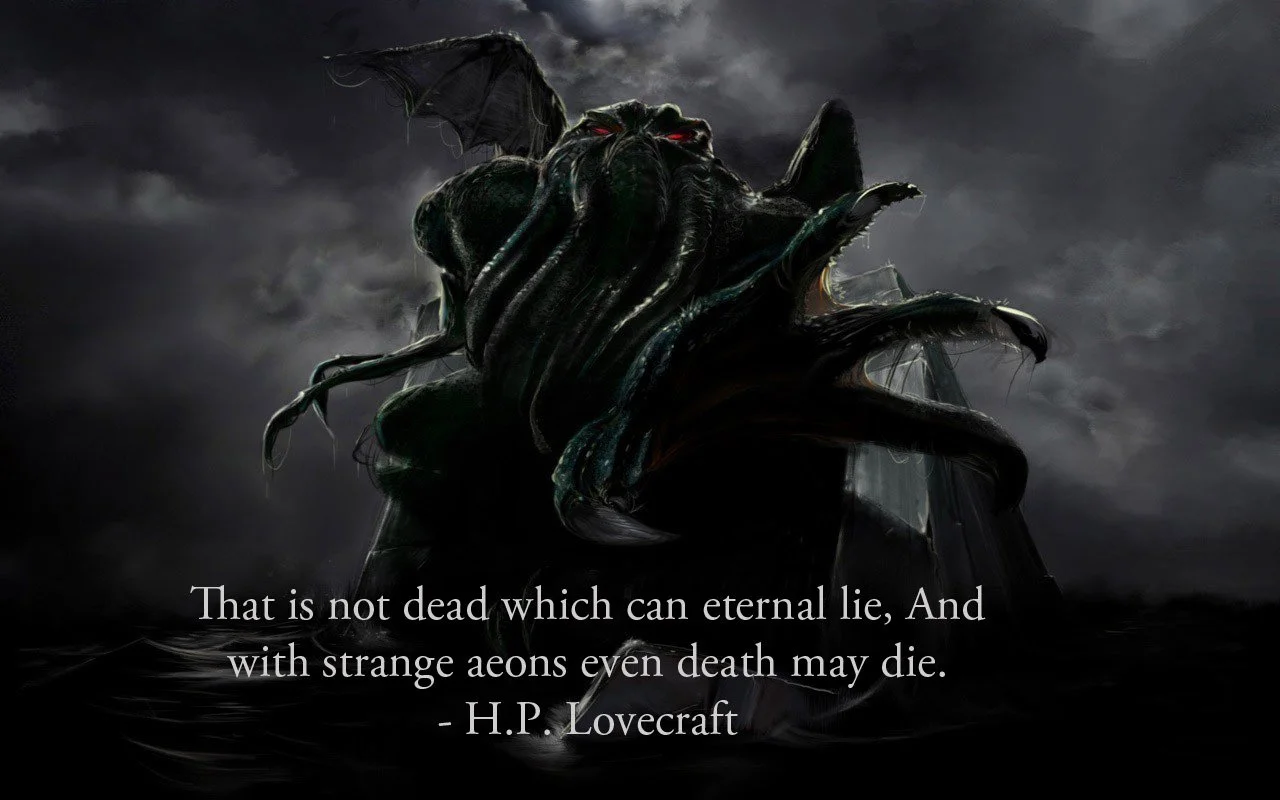 That is not dead which can eternal lie, And
with strange aeons even death may die.
- H.P. Lovecraft